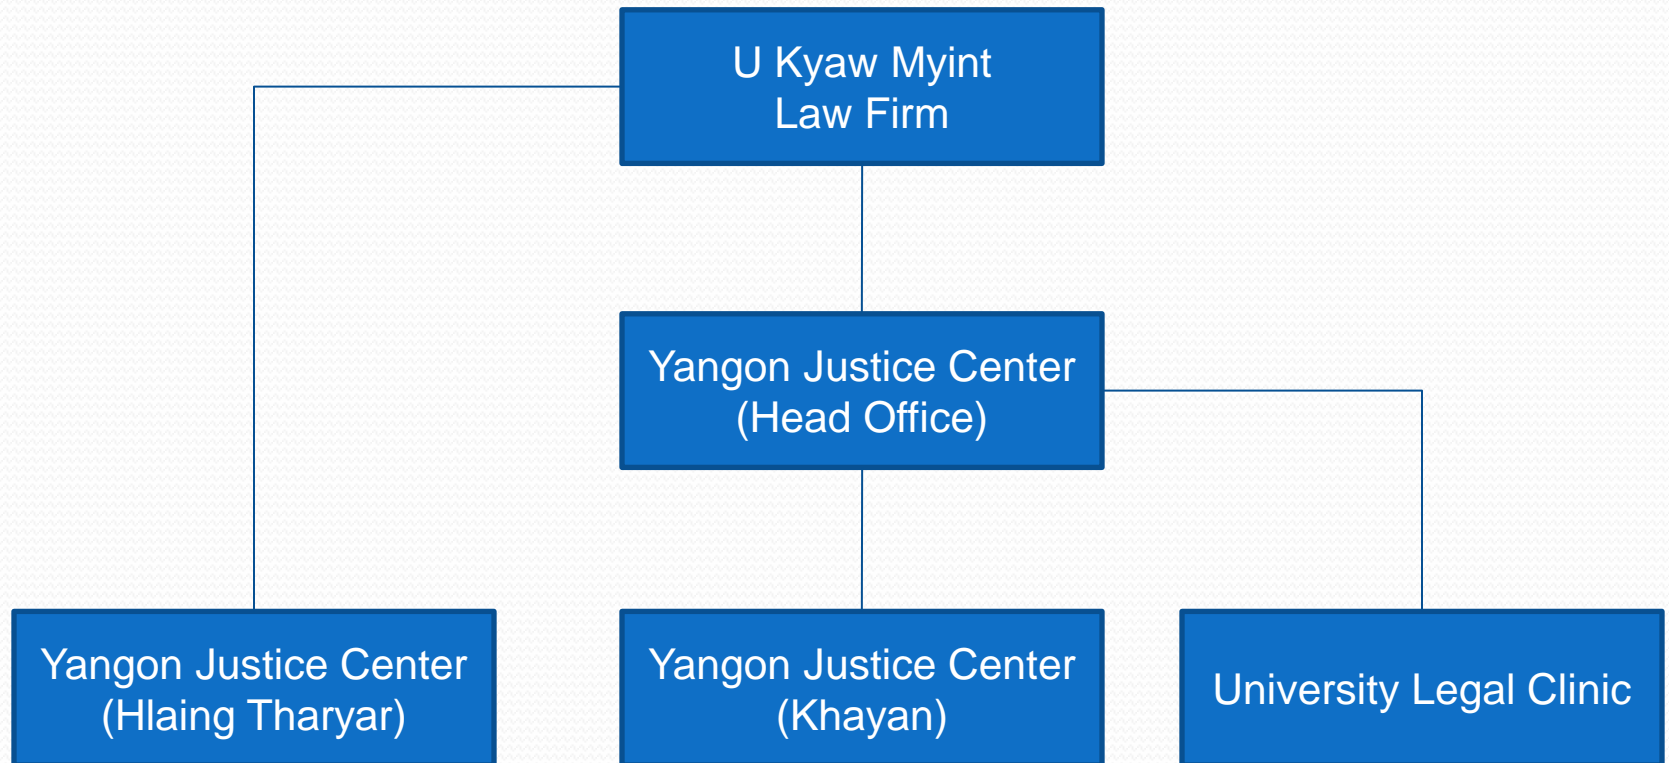 U Kyaw Myint
Law Firm
Yangon Justice Center
(Head Office)
Yangon Justice Center
(Hlaing Tharyar)
Yangon Justice Center
(Khayan)
University Legal Clinic